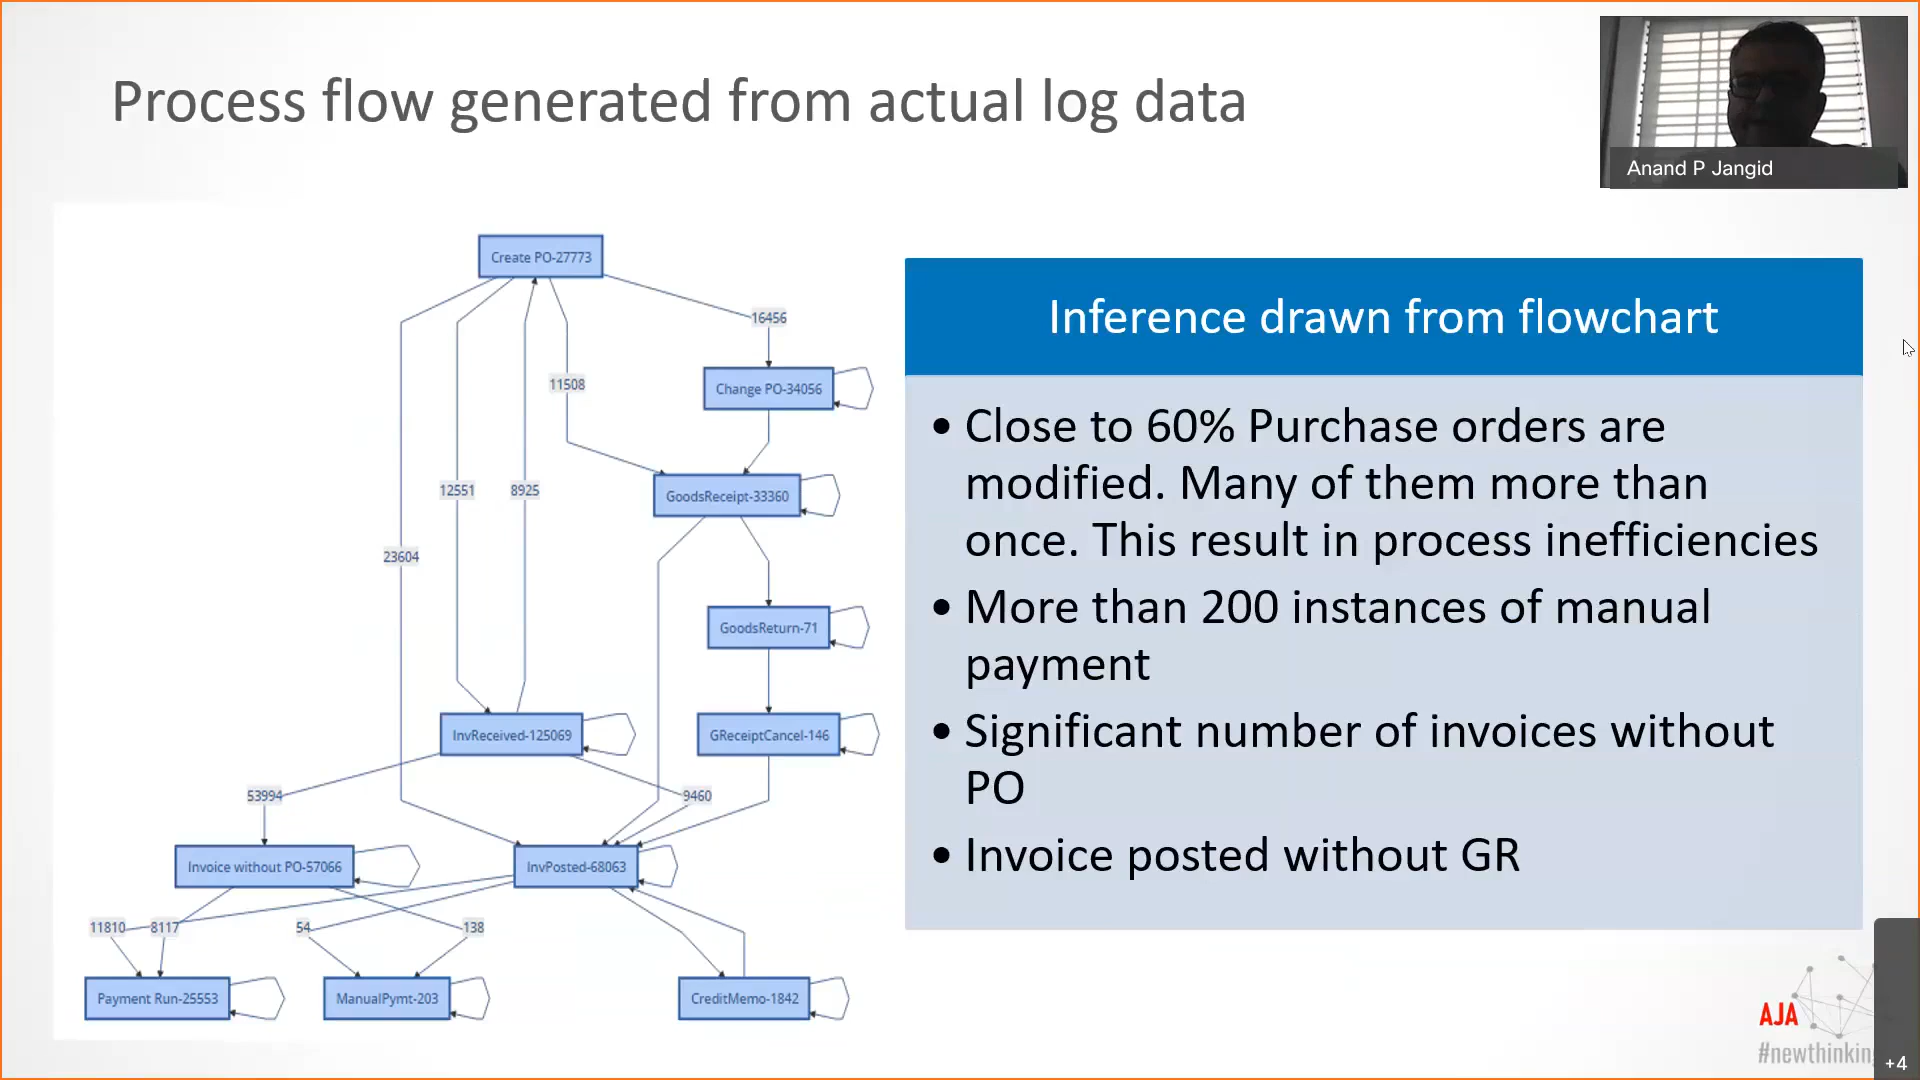 Process flow generated from actual log data
Anand P Jangid
Create PO-27773
16456
11508
Change PO-34056
12551
8925
GoodsReceipt-33360
23604
GoodsReturn-71
InvReceived-125069
GReceiptCancel-146
53994
9460
Invoice without PO-57066
InvPosted-68063
11810
8117
54
138
Payment Run-25553
ManualPymt-203
CreditMemo-1842
Inference drawn from flowchart
• Close to 60% Purchase orders are
modified. Many of them more than
once. This result in process inefficiencies
• More than 200 instances of manual
payment
• Significant number of invoices without
PO
• Invoice posted without GR
AJA
#newthinkin
+4